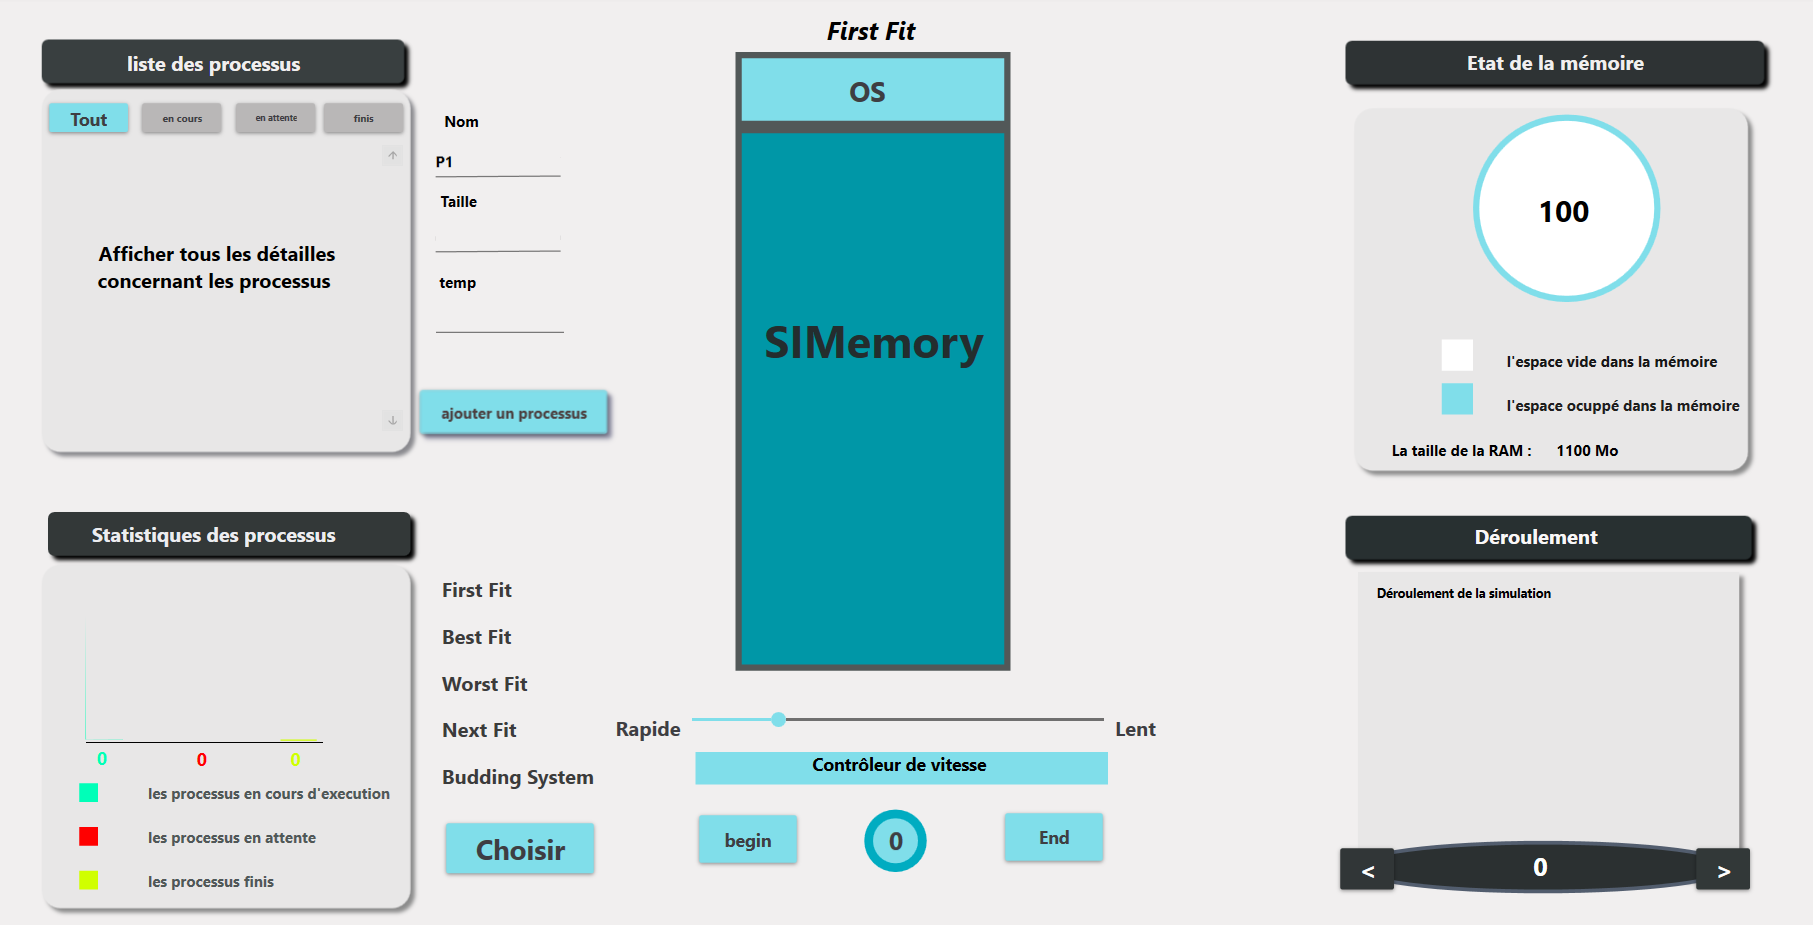 First Fit
liste des processus
Tout
en cours
en attente
finis
Afficher tous les détailles
concernant les processus
Nom
P1
Taille
temp
ajouter un processus
OS
SIMemory
Etat de la mémoire
100
l'espace vide dans la mémoire
l'espace ocuppé dans la mémoire
La taille de la RAM : 1100 Mo
Statistiques des processus
0 0 0
les processus en cours d'execution
les processus en attente
les processus finis
First Fit
Best Fit
Worst Fit
Next Fit
Budding System
Choisir
Rapide
Lent
Contrôleur de vitesse
begin
0
End
Déroulement
Déroulement de la simulation
< 0 >